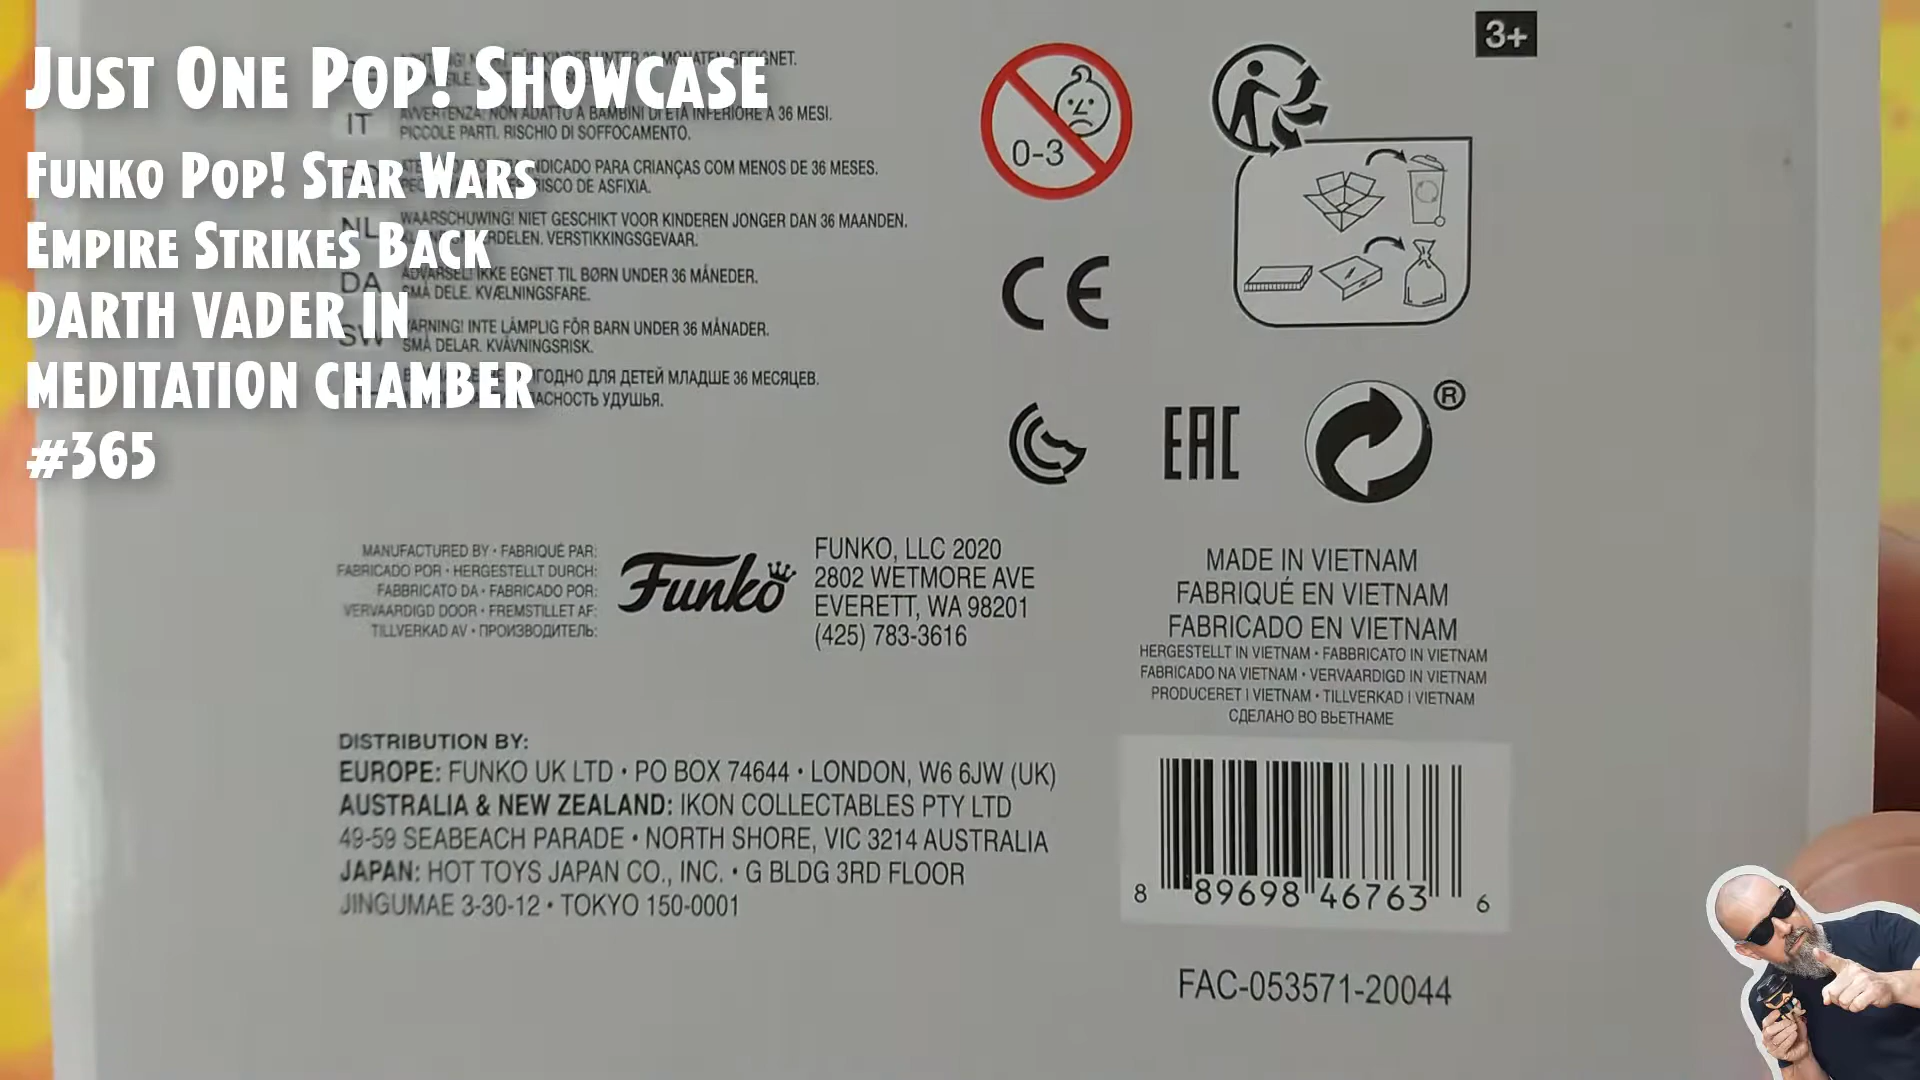 Just One Pop! Showcase
Funko Pop! Star Wars
Empire Strikes Back
DARTH VADER IN
MEDITATION CHAMBER
#365
3+
MONATEN GEEIGNET.
IT AVVERTENZA: NON ADATTO A BAMBINI DI ETÀ INFERIORE A 36 MESI.
PICCOLE PARTI. RISCHIO DI SOFFOCAMENTO.
INDICADO PARA CRIANÇAS COM MENOS DE 36 MESES.
RISCO DE ASFIXIA.
NL WAARSCHUWING! NIET GESCHIKT VOOR KINDEREN JONGER DAN 36 MAANDEN.
VERSTIKKINGSGEVAAR.
DA ADVARSEL! IKKE EGNET TIL BØRN UNDER 36 MÅNEDER.
SMÅ DELE. KVÆLNINGSFARE.
SW VARNING! INTE LÄMPLIG FÖR BARN UNDER 36 MÅNADER.
SMÅ DELAR. KVÄVNINGSRISK.
ДЛЯ ДЕТЕЙ МЛАДШЕ 36 МЕСЯЦЕВ.
УДУШЬЯ.
0-3
CE
EAC
®
MANUFACTURED BY • FABRIQUÉ PAR:
FABRICADO POR • HERGESTELLT DURCH:
FABBRICATO DA • FABRICADO POR:
VERVAARDIGD DOOR • FREMSTILLET AF:
TILLVERKAD AV • ПРОИЗВОДИТЕЛЬ:
Funko
FUNKO, LLC 2020
2802 WETMORE AVE
EVERETT, WA 98201
(425) 783-3616
MADE IN VIETNAM
FABRIQUÉ EN VIETNAM
FABRICADO EN VIETNAM
HERGESTELLT IN VIETNAM • FABBRICATO IN VIETNAM
FABRICADO NA VIETNAM • VERVAARDIGD IN VIETNAM
PRODUCERET I VIETNAM • TILLVERKAD I VIETNAM
СДЕЛАНО ВО ВЬЕТНАМЕ
DISTRIBUTION BY:
EUROPE: FUNKO UK LTD • PO BOX 74644 • LONDON, W6 6JW (UK)
AUSTRALIA & NEW ZEALAND: IKON COLLECTABLES PTY LTD
49-59 SEABEACH PARADE • NORTH SHORE, VIC 3214 AUSTRALIA
JAPAN: HOT TOYS JAPAN CO., INC. • G BLDG 3RD FLOOR
JINGUMAE 3-30-12 • TOKYO 150-0001
8 89698 46763 6
FAC-053571-20044